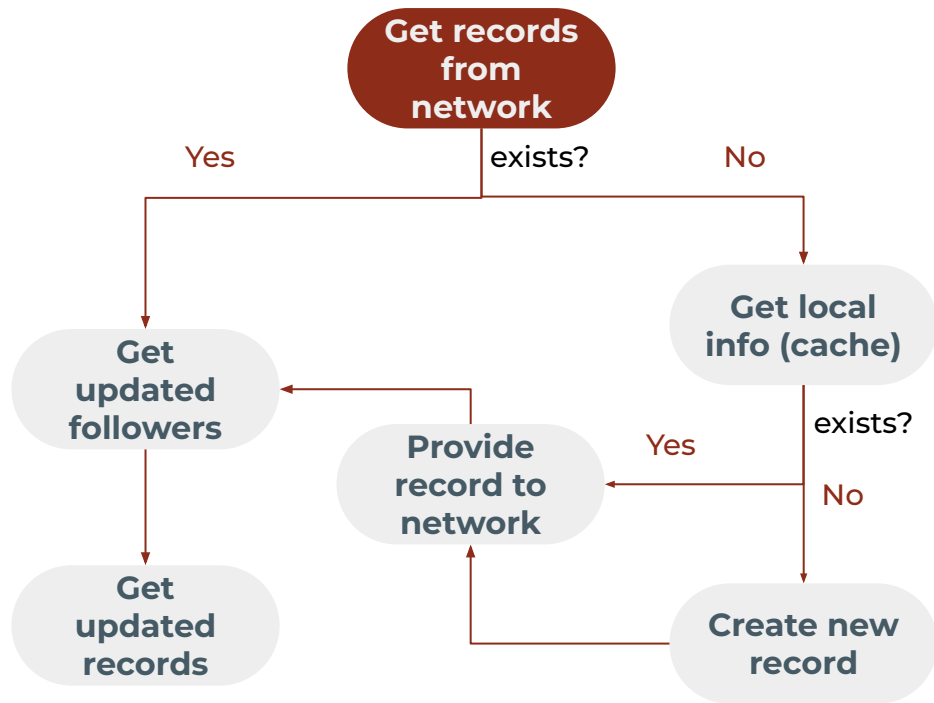 Get records
from
network
Yes
exists?
No
Get local
info (cache)
Get
updated
followers
exists?
Provide
record to
network
Yes
No
Get
updated
records
Create new
record